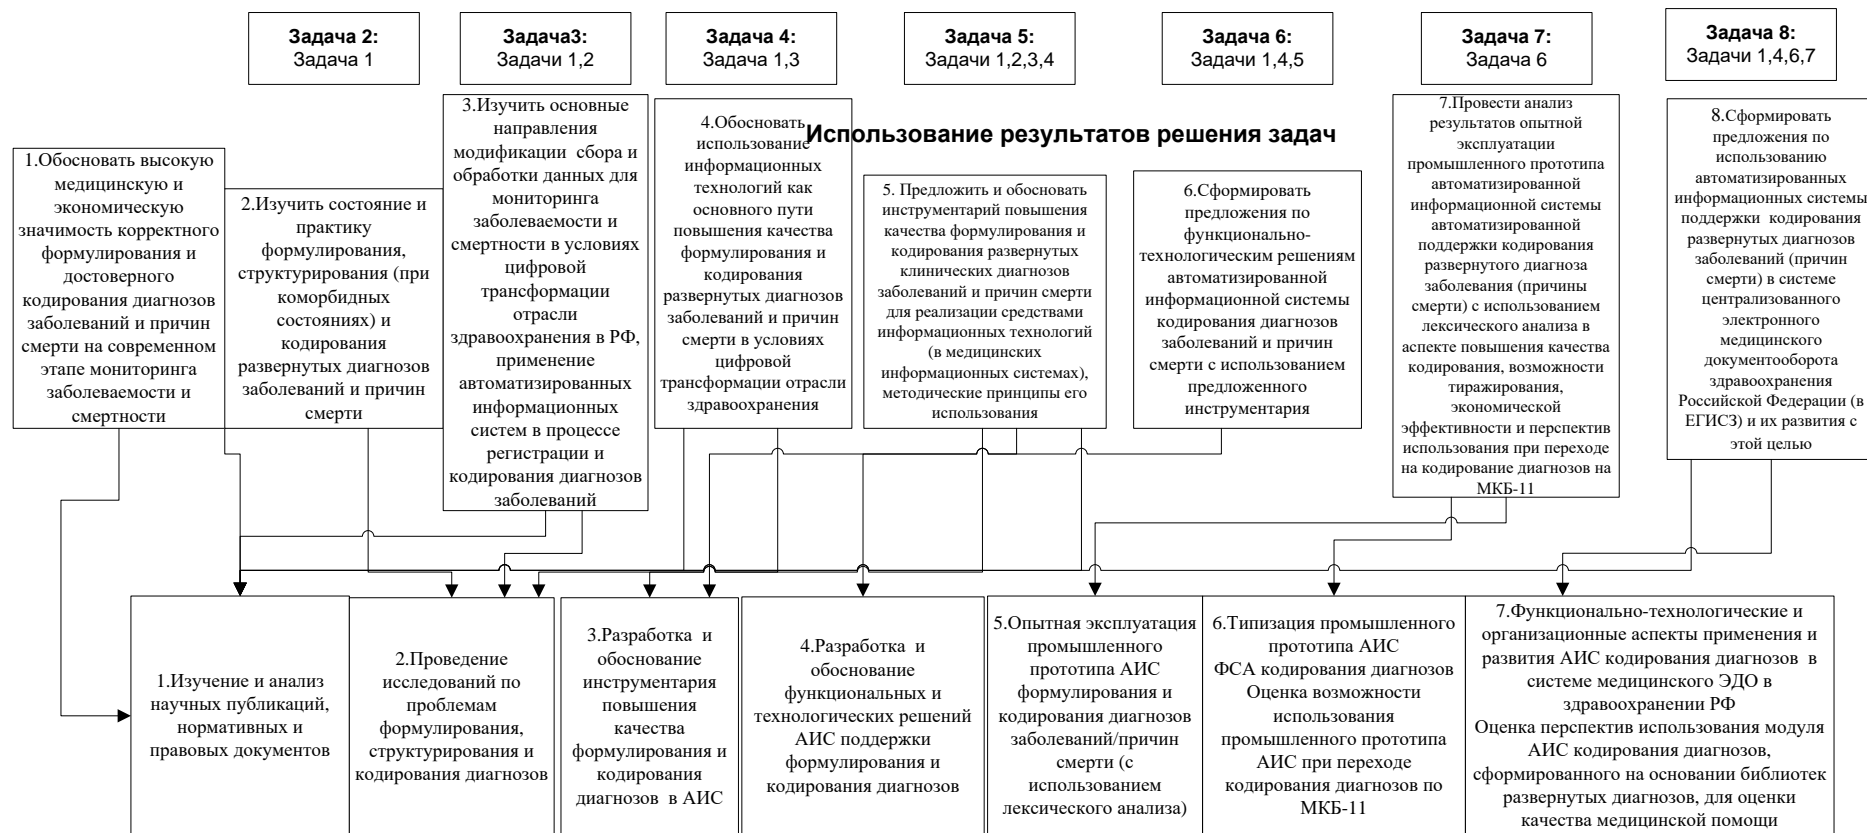 Задача 2:
Задача 1
Задача3:
Задачи 1,2
Задача 4:
Задача 1,3
Задача 5:
Задачи 1,2,3,4
Задача 6:
Задачи 1,4,5
Задача 7:
Задача 6
Задача 8:
Задачи 1,4,6,7
Использование результатов решения задач
1.Обосновать высокую
медицинскую и
экономическую
значимость корректного
формулирования и
достоверного
кодирования диагнозов
заболеваний и причин
смерти на современном
этапе мониторинга
заболеваемости и
смертности
2.Изучить состояние и
практику
формулирования,
структурирования (при
коморбидных
состояниях) и
кодирования
развернутых диагнозов
заболеваний и причин
смерти
3.Изучить основные
направления
модификации сбора и
обработки данных для
мониторинга
заболеваемости и
смертности в условиях
цифровой
трансформации
отрасли
здравоохранения в РФ,
применение
автоматизированных
информационных
систем в процессе
регистрации и
кодирования диагнозов
заболеваний
4.Обосновать
использование
информационных
технологий как
основного пути
повышения качества
формулирования и
кодирования
развернутых диагнозов
заболеваний и причин
смерти в условиях
цифровой
трансформации отрасли
здравоохранения
5. Предложить и обосновать
инструментарий повышения
качества формулирования и
кодирования развернутых
клинических диагнозов
заболеваний и причин смерти
для реализации средствами
информационных технологий
(в медицинских
информационных системах),
методические принципы его
использования
6.Сформировать
предложения по
функционально-
технологическим решениям
автоматизированной
информационной системы
кодирования диагнозов
заболеваний и причин
смерти с использованием
предложенного
инструментария
7.Провести анализ
результатов опытной
эксплуатации
промышленного прототипа
автоматизированной
информационной системы
автоматизированной
поддержки кодирования
развернутого диагноза
заболевания (причины
смерти) с использованием
лексического анализа в
аспекте повышения качества
кодирования, возможности
тиражирования,
экономической
эффективности и перспектив
использования при переходе
на кодирование диагнозов на
МКБ-11
8.Сформировать
предложения по
использованию
автоматизированных
информационных системы
поддержки кодирования
развернутых диагнозов
заболеваний (причин
смерти) в системе
централизованного
электронного
медицинского
документооборота
здравоохранения
Российской Федерации (в
ЕГИСЗ) и их развития с
этой целью
1.Изучение и анализ
научных публикаций,
нормативных и
правовых документов
2.Проведение
исследований по
проблемам
формулирования,
структурирования и
кодирования диагнозов
3.Разработка и
обоснование
инструментария
повышения
качества
формулирования и
кодирования
диагнозов в АИС
4.Разработка и
обоснование
функциональных и
технологических решений
АИС поддержки
формулирования и
кодирования диагнозов
5.Опытная эксплуатация
промышленного
прототипа АИС
формулирования и
кодирования диагнозов
заболеваний/причин
смерти (с
использованием
лексического анализа)
6.Типизация промышленного
прототипа АИС
ФСА кодирования диагнозов
Оценка возможности
использования
промышленного прототипа
АИС при переходе
кодирования диагнозов по
МКБ-11
7.Функционально-технологические и
организационные аспекты применения и
развития АИС кодирования диагнозов в
системе медицинского ЭДО в
здравоохранении РФ
Оценка перспектив использования модуля
АИС кодирования диагнозов,
сформированного на основании библиотек
развернутых диагнозов, для оценки
качества медицинской помощи